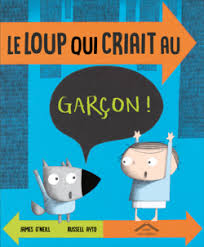 LE LOUP QUI CRIAIT AU
GARÇON !
JAMES O'NEILL RUSSELL AYTO